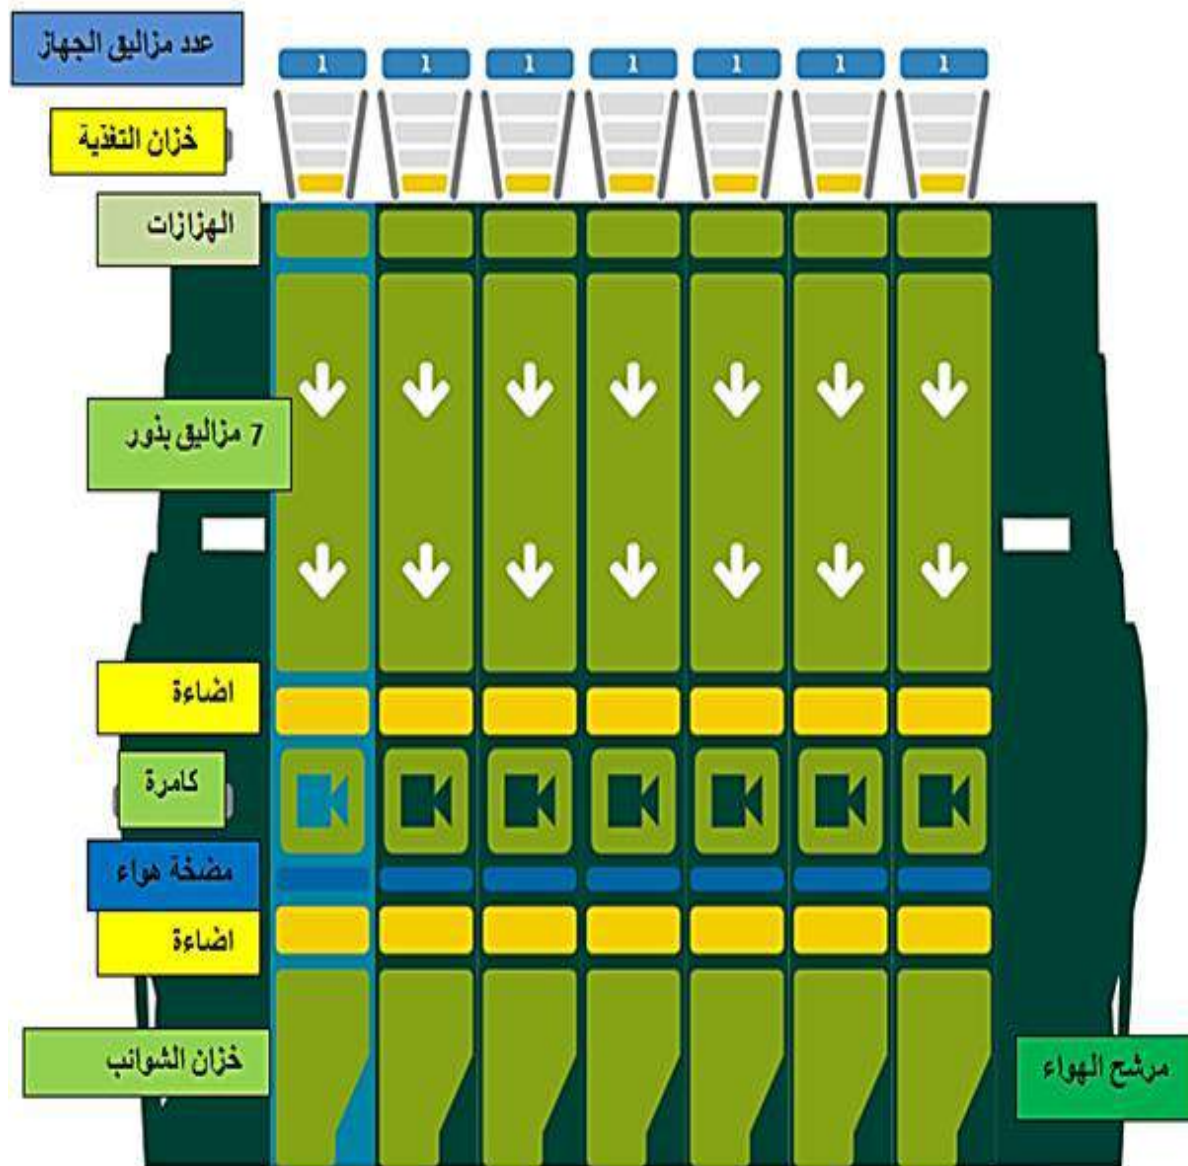 عدد مزاليق الجهاز
1 1 1 1 1 1 1
خزان التغذية
الهزازات
7 مزاليق بذور
اضاءة
كامرة
مضخة هواء
اضاءة
خزان الشوائب
مرشح الهواء